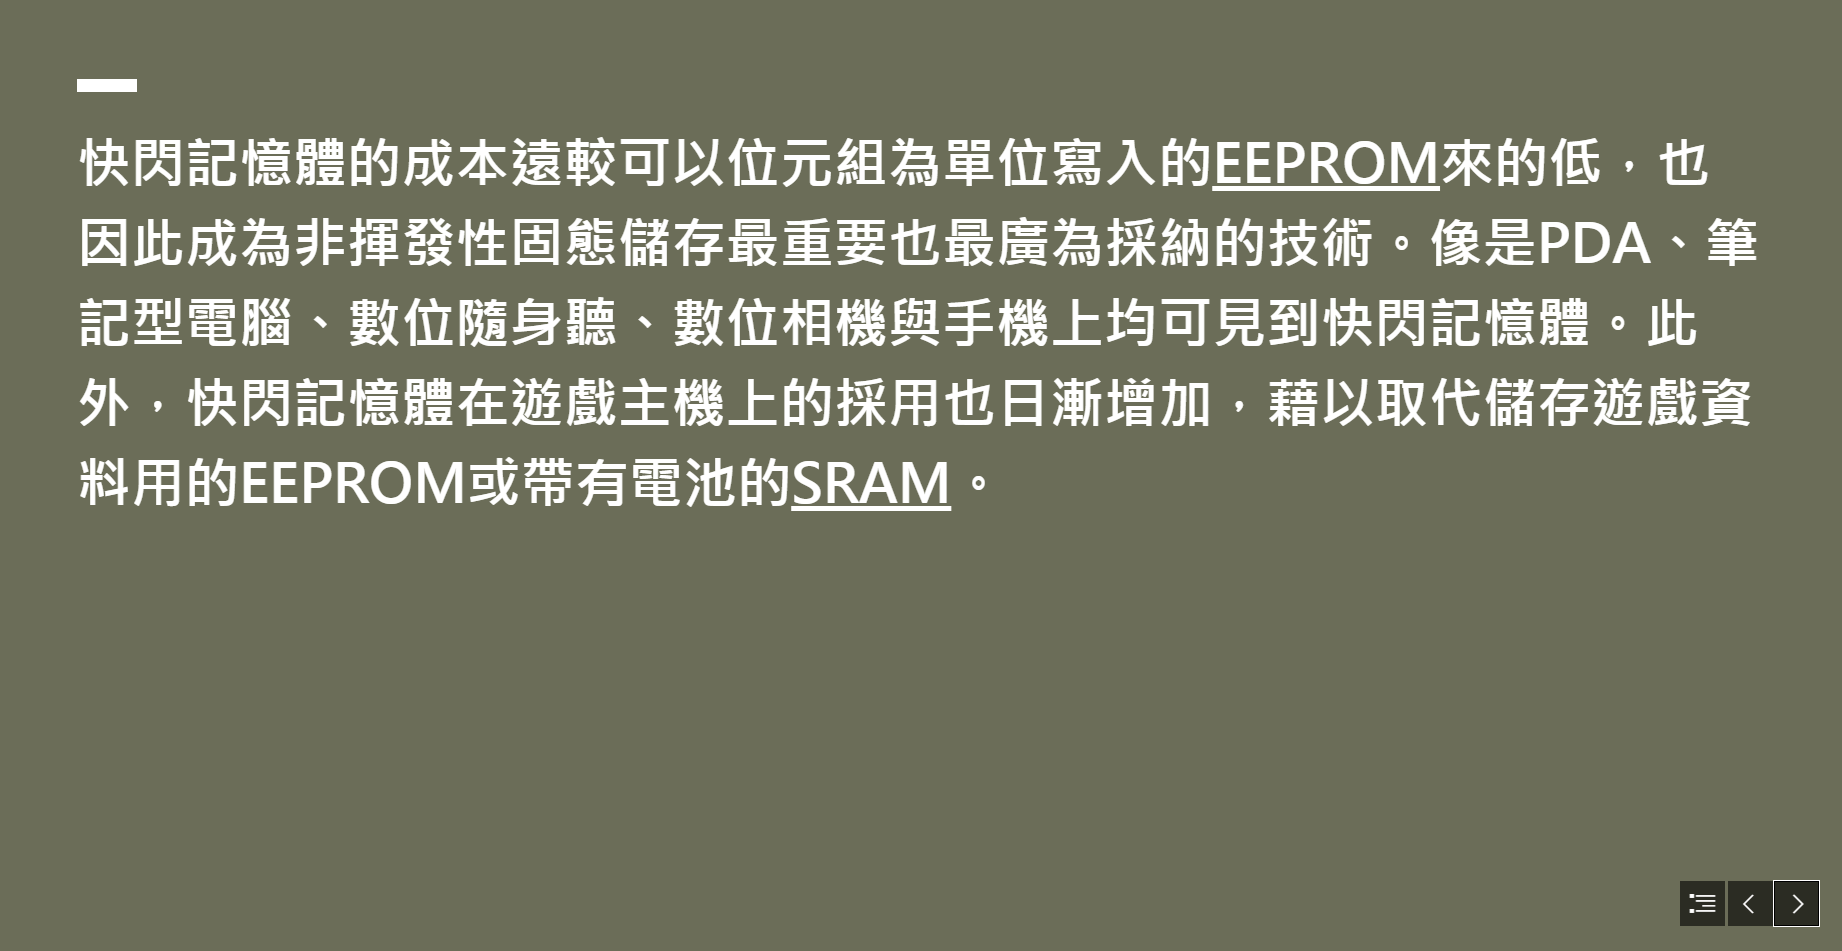 快閃記憶體的成本遠較可以位元組為單位寫入的EEPROM來的低，也
因此成為非揮發性固態儲存最重要也最廣為採納的技術。像是PDA、筆
記型電腦、數位隨身聽、數位相機與手機上均可見到快閃記憶體。此
外，快閃記憶體在遊戲主機上的採用也日漸增加，藉以取代儲存遊戲資
料用的EEPROM或帶有電池的SRAM。